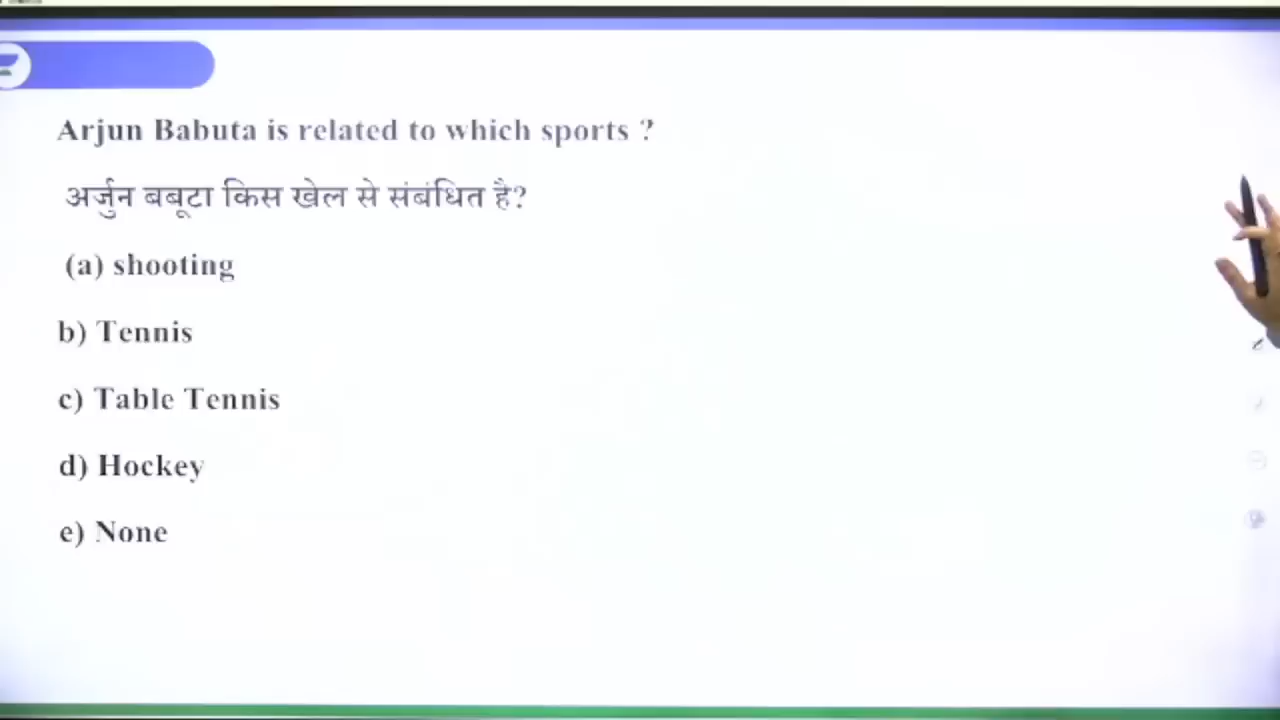 Arjun Babuta is related to which sports ?
अर्जुन बबूटा किस खेल से संबंधित है?
(a) shooting
b) Tennis
c) Table Tennis
d) Hockey
e) None